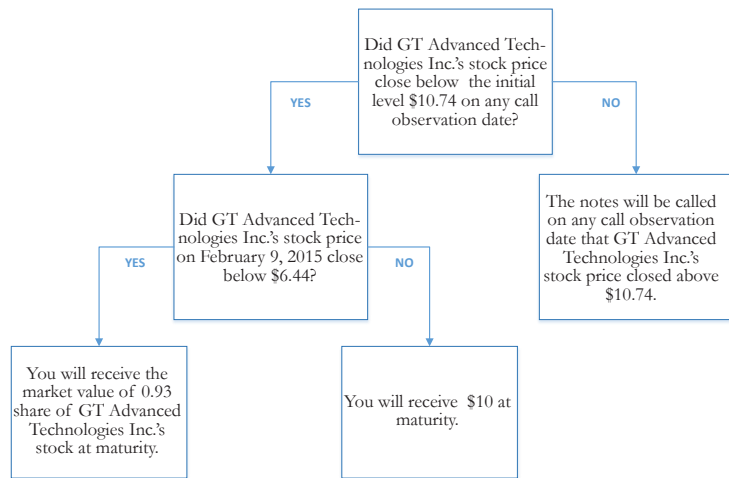 Did GT Advanced Tech-
nologies Inc.'s stock price
close below the initial
level $10.74 on any call
observation date?
YES
NO
Did GT Advanced Tech-
nologies Inc.'s stock price
on February 9, 2015 close
below $6.44?
The notes will be called
on any call observation
date that GT Advanced
Technologies Inc.'s
stock price closed above
$10.74.
YES
NO
You will receive the
market value of 0.93
share of GT Advanced
Technologies Inc.'s
stock at maturity.
You will receive $10 at
maturity.